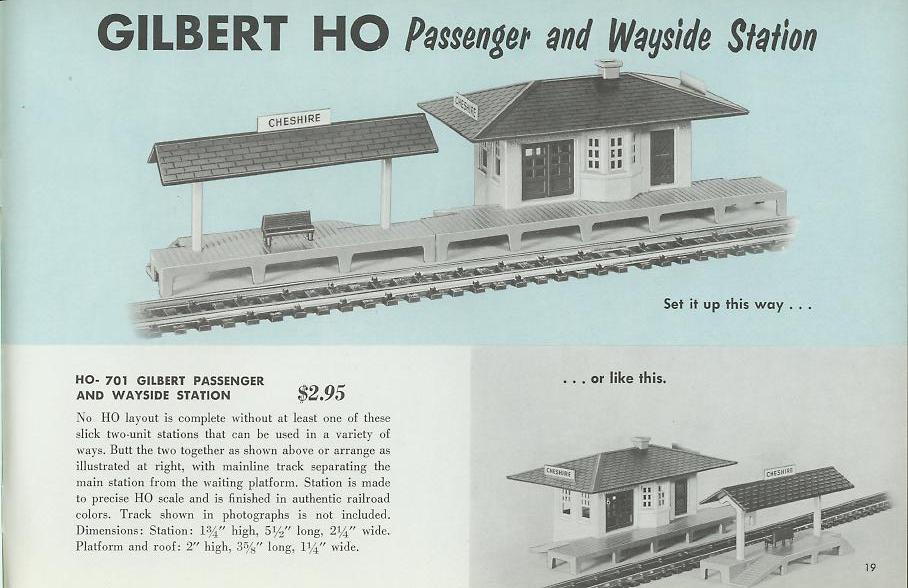 GILBERT HO Passenger and Wayside Station
CHESHIRE
CHESHIRE
Set it up this way . . .
HO- 701 GILBERT PASSENGER
AND WAYSIDE STATION $2.95
No HO layout is complete without at least one of these
slick two-unit stations that can be used in a variety of
ways. Butt the two together as shown above or arrange as
illustrated at right, with mainline track separating the
main station from the waiting platform. Station is made
to precise HO scale and is finished in authentic railroad
colors. Track shown in photographs is not included.
Dimensions: Station: 1¾″ high, 5½″ long, 2¼″ wide.
Platform and roof: 2″ high, 3⅝″ long, 1¼″ wide.
. . . or like this.
CHESHIRE
CHESHIRE
19